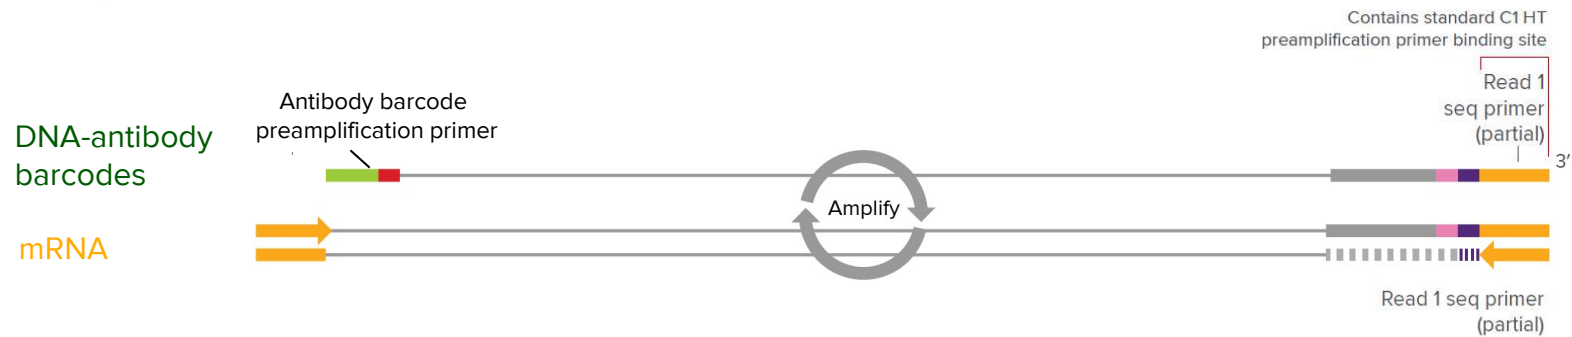 Contains standard C1 HT
preamplification primer binding site
Read 1
seq primer
(partial)
3′
Antibody barcode
preamplification primer
DNA-antibody
barcodes
Amplify
mRNA
Read 1 seq primer
(partial)